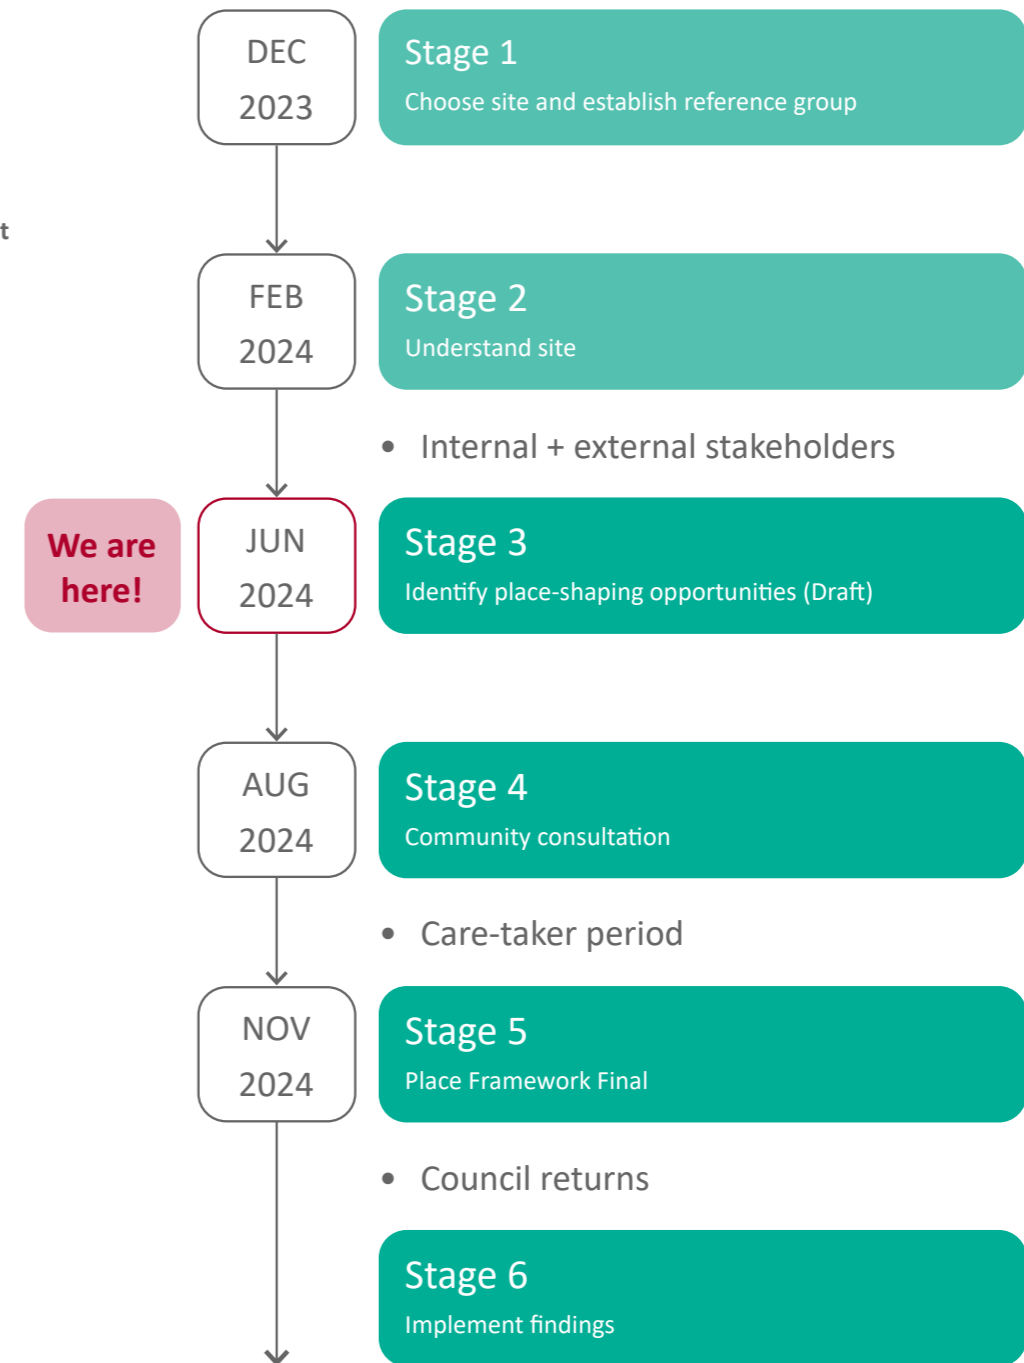 DEC
2023
Stage 1
Choose site and establish reference group
t
FEB
2024
Stage 2
Understand site
• Internal + external stakeholders
We are
here!
JUN
2024
Stage 3
Identify place-shaping opportunities (Draft)
AUG
2024
Stage 4
Community consultation
• Care-taker period
NOV
2024
Stage 5
Place Framework Final
• Council returns
Stage 6
Implement findings